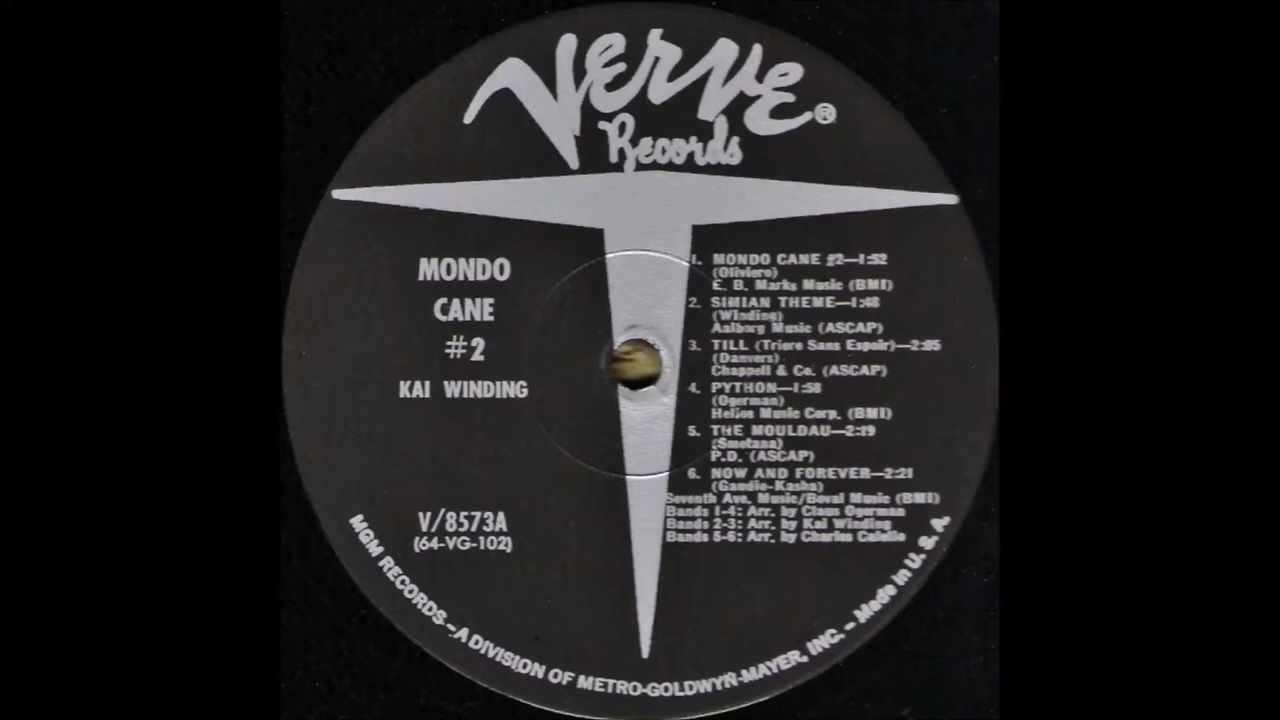 Verve®
Records
MONDO
CANE
#2
KAI WINDING
V/8573A
(64-VG-102)
1. MONDO CANE #2—1:52
(Oliviero)
E. B. Marks Music (BMI)
2. SIMIAN THEME—1:48
(Winding)
Aalborg Music (ASCAP)
3. TILL (Triere Sans Espoir)—2:05
(Danvers)
Chappell & Co. (ASCAP)
4. PYTHON—1:58
(Ogerman)
Helios Music Corp. (BMI)
5. THE MOULDAU—2:19
(Smetana)
P.D. (ASCAP)
6. NOW AND FOREVER—2:21
(Gaudio-Kasha)
Seventh Ave. Music/Boval Music (BMI)
Bands 1-4: Arr. by Claus Ogerman
Bands 2-3: Arr. by Kai Winding
Bands 5-6: Arr. by Charles Calello
MGM RECORDS – A DIVISION OF METRO-GOLDWYN-MAYER, INC. – Made in U. S. A.